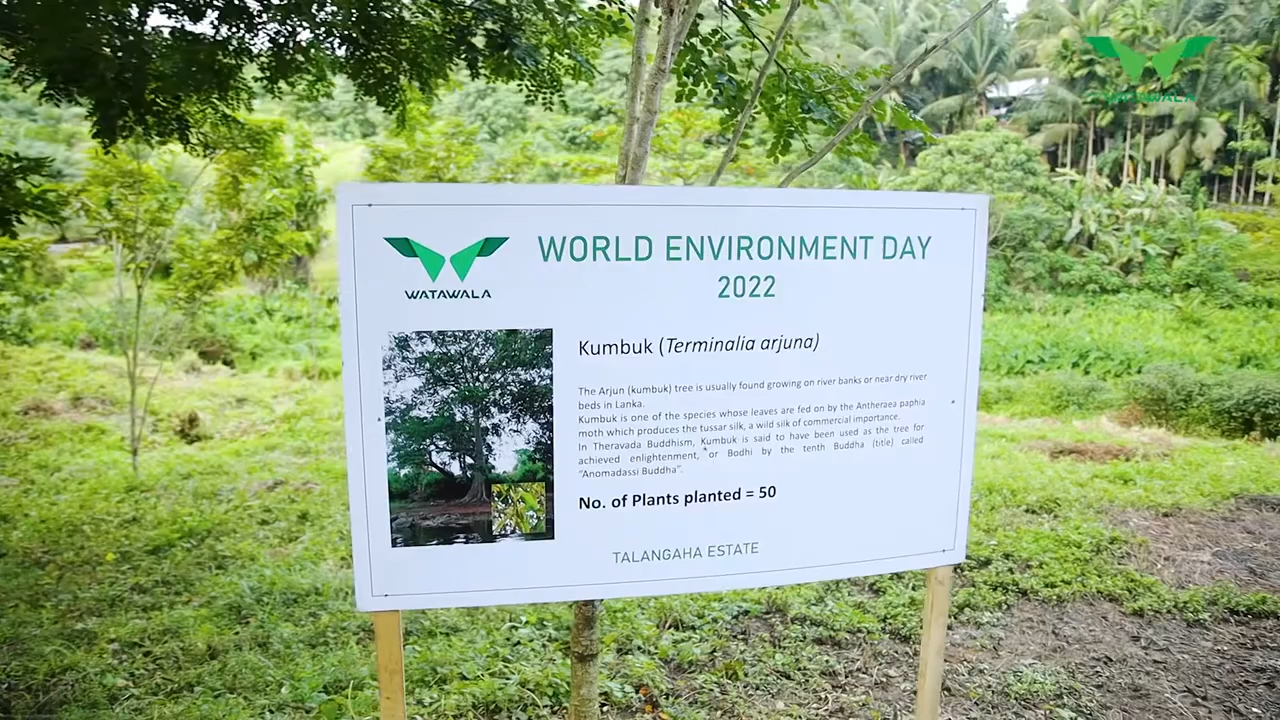 WATAWALA
WORLD ENVIRONMENT DAY
2022
WATAWALA
Kumbuk (Terminalia arjuna)
The Arjun (kumbuk) tree is usually found growing on river banks or near dry river
beds in Lanka.
Kumbuk is one of the species whose leaves are fed on by the Antheraea paphia
moth which produces the tussar silk, a wild silk of commercial importance.
In Theravada Buddhism, Kumbuk is said to have been used as the tree for
achieved enlightenment, or Bodhi by the tenth Buddha (title) called
“Anomadassi Buddha”.
No. of Plants planted = 50
TALANGAHA ESTATE